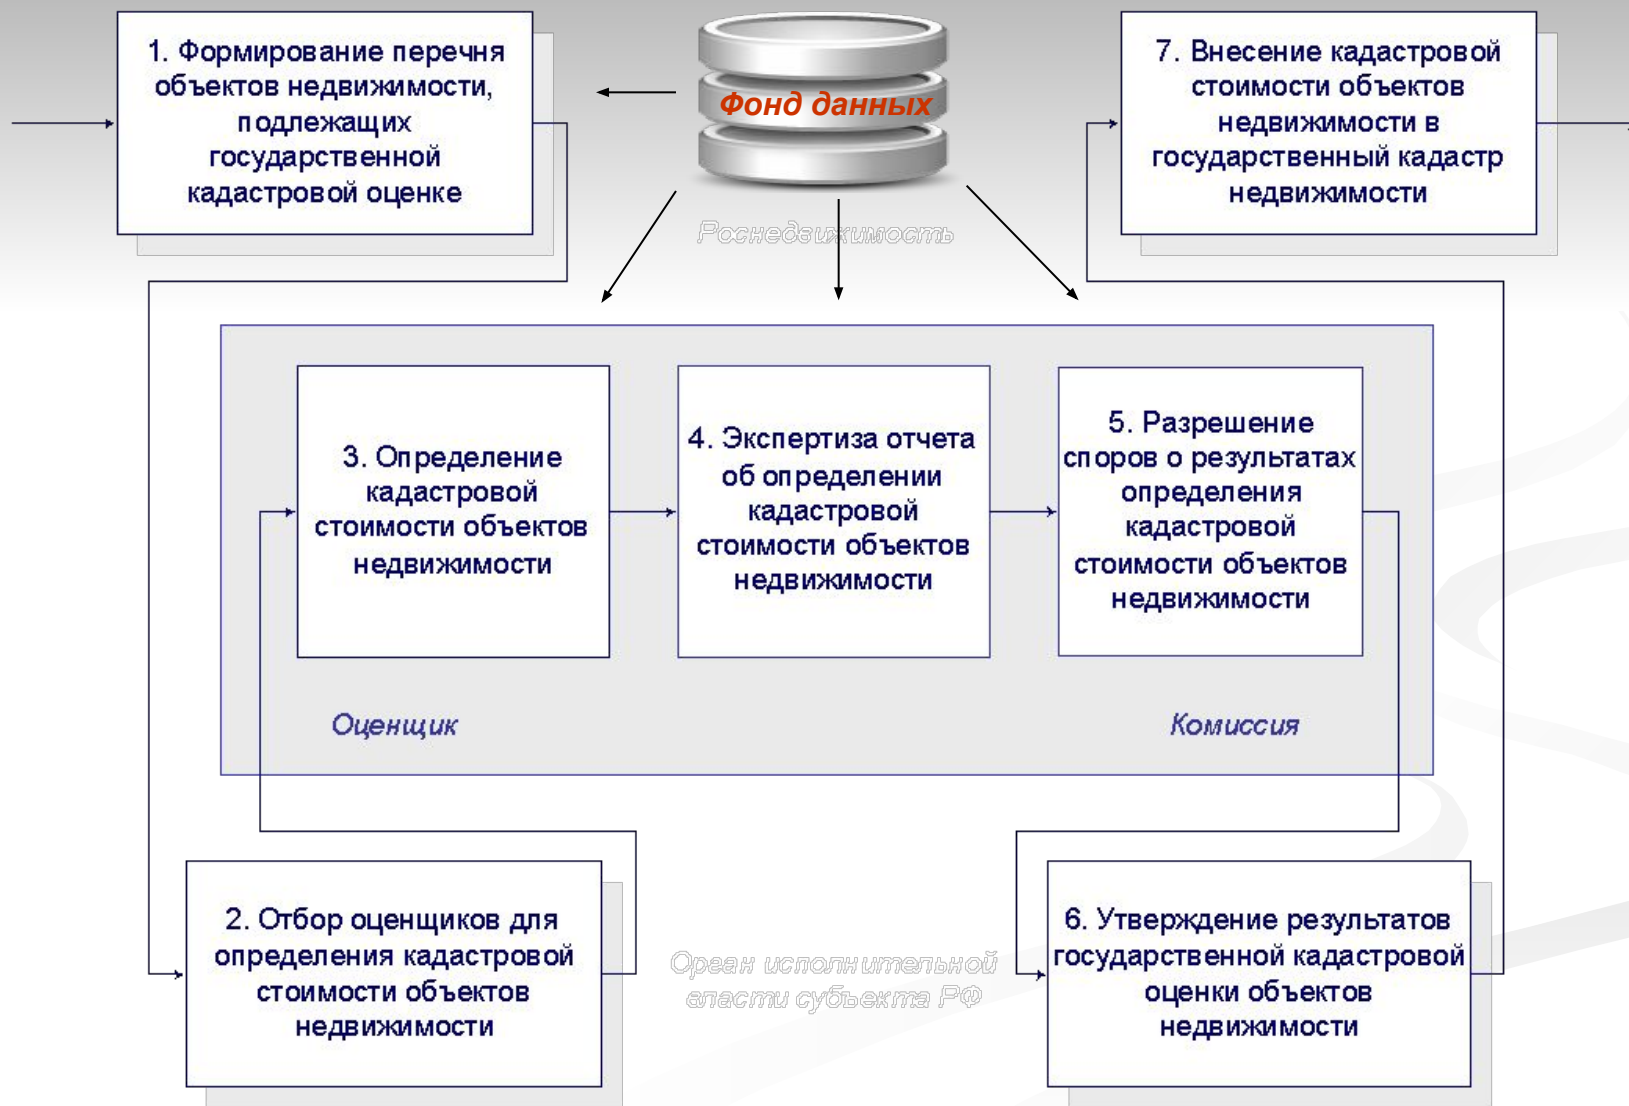 1. Формирование перечня
объектов недвижимости,
подлежащих
государственной
кадастровой оценке
Фонд данных
Роснедвижимость
7. Внесение кадастровой
стоимости объектов
недвижимости в
государственный кадастр
недвижимости
3. Определение
кадастровой
стоимости объектов
недвижимости
4. Экспертиза отчета
об определении
кадастровой
стоимости объектов
недвижимости
5. Разрешение
споров о результатах
определения
кадастровой
стоимости объектов
недвижимости
Оценщик
Комиссия
2. Отбор оценщиков для
определения кадастровой
стоимости объектов
недвижимости
Орган исполнительной
власти субъекта РФ
6. Утверждение результатов
государственной кадастровой
оценки объектов
недвижимости